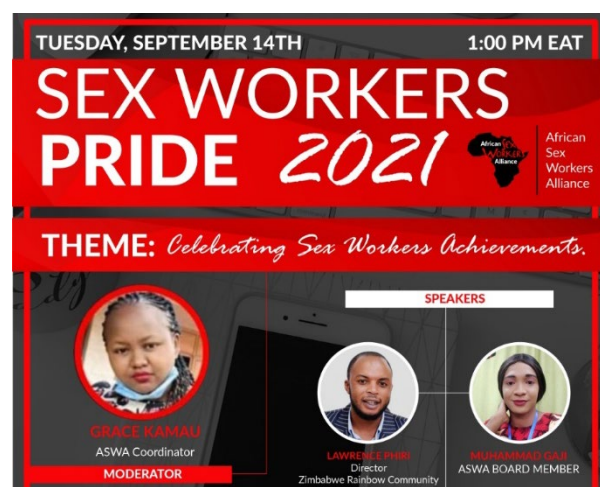 TUESDAY, SEPTEMBER 14TH
1:00 PM EAT
SEX WORKERS
PRIDE 2021
African Sex
Workers
Alliance
African
Sex
Workers
Alliance
THEME: Celebrating Sex Workers Achievements.
SPEAKERS
GRACE KAMAU
ASWA Coordinator
MODERATOR
LAWRENCE PHIRI
Director
Zimbabwe Rainbow Community
MUHAMMAD GAJI
ASWA BOARD MEMBER